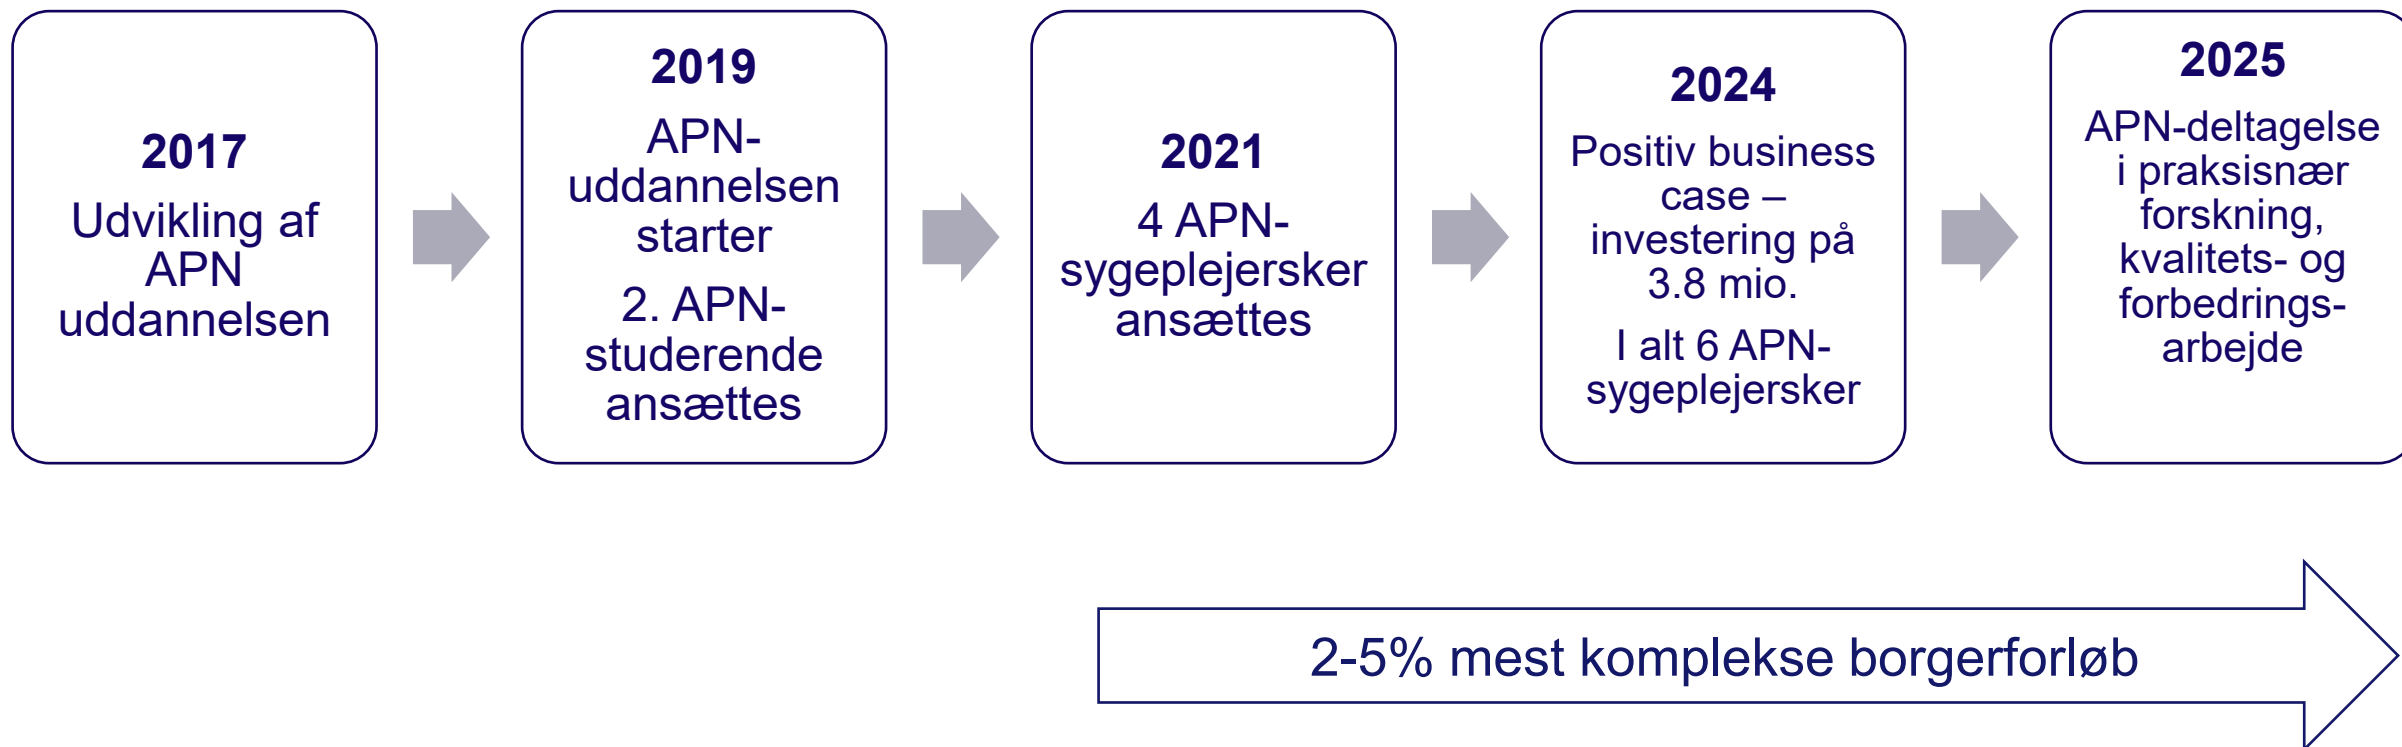 2017
Udvikling af
APN
uddannelsen
2019
APN-
uddannelsen
starter
2. APN-
studerende
ansættes
2021
4 APN-
sygeplejersker
ansættes
2024
Positiv business
case –
investering på
3.8 mio.
I alt 6 APN-
sygeplejersker
2025
APN-deltagelse
i praksisnær
forskning,
kvalitets- og
forbedrings-
arbejde
2-5% mest komplekse borgerforløb